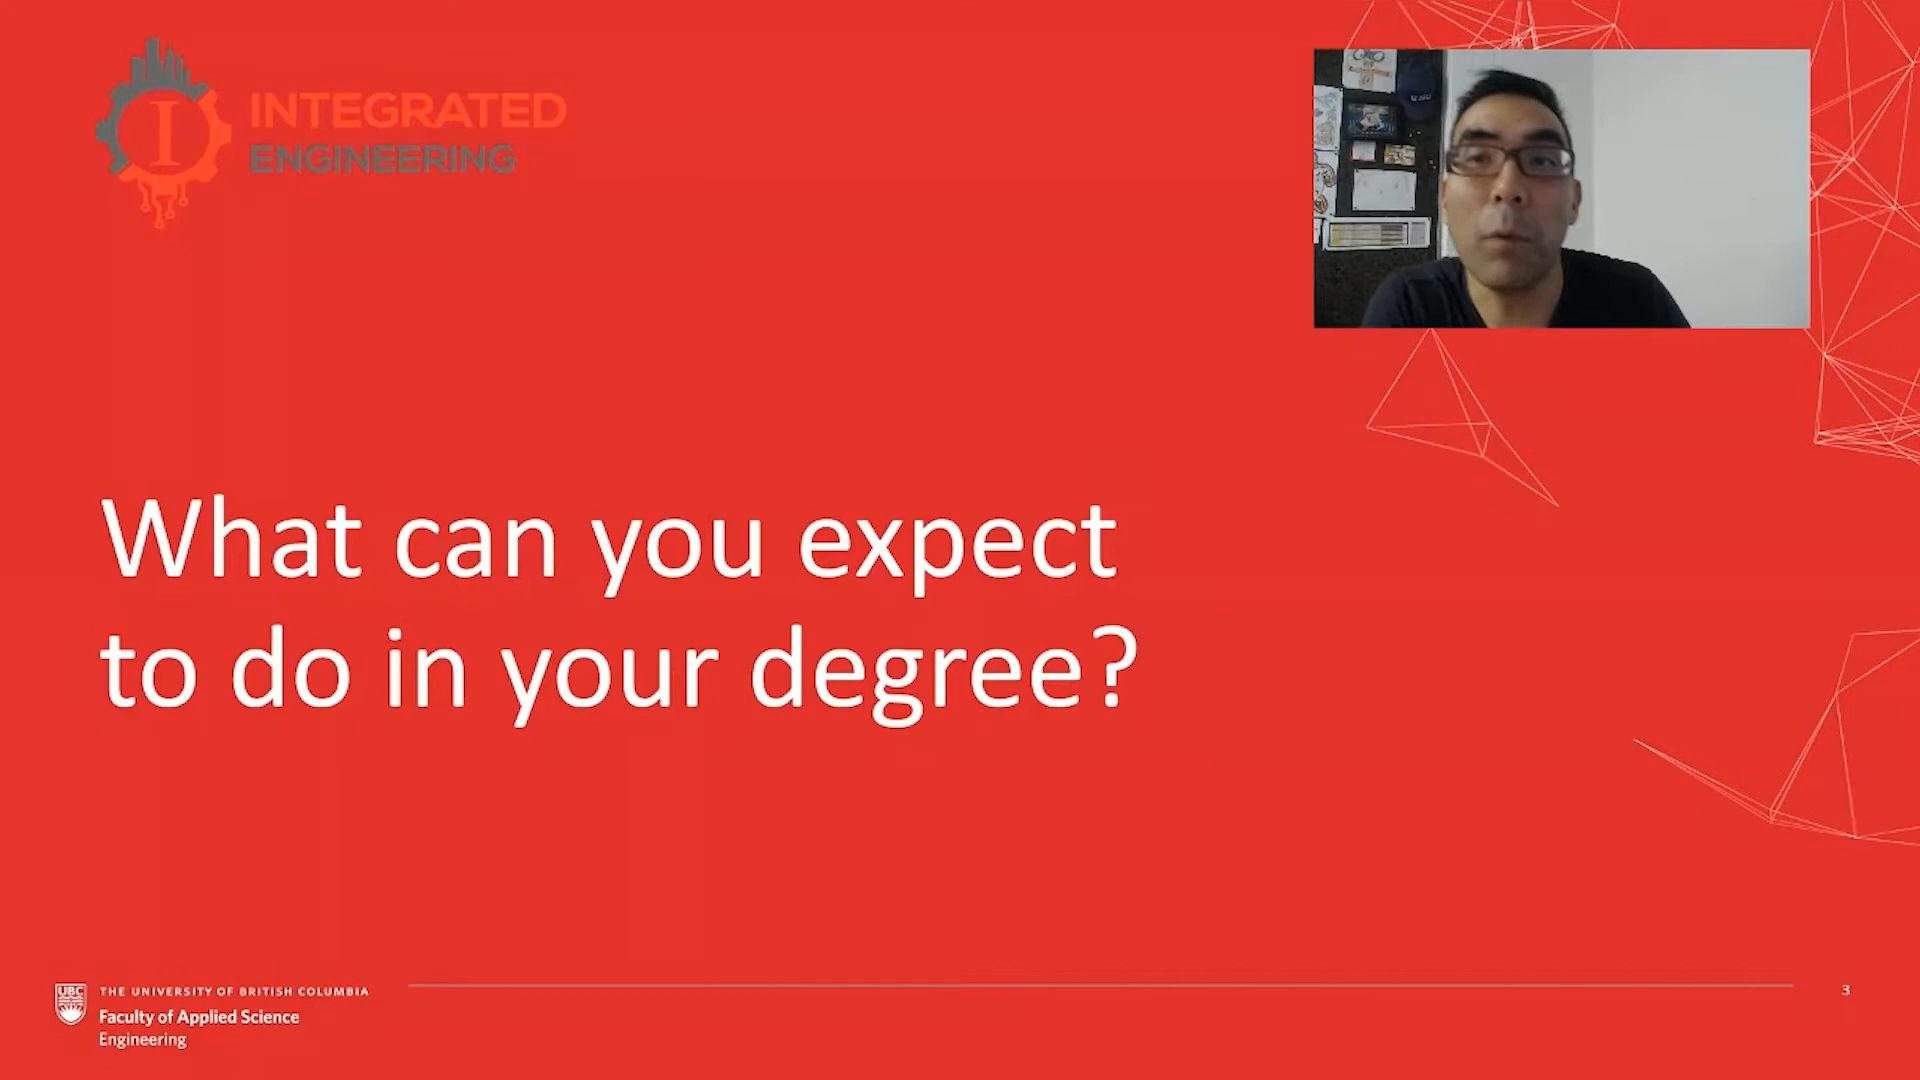 INTEGRATED
ENGINEERING
What can you expect
to do in your degree?
UBC
THE UNIVERSITY OF BRITISH COLUMBIA
Faculty of Applied Science
Engineering
3